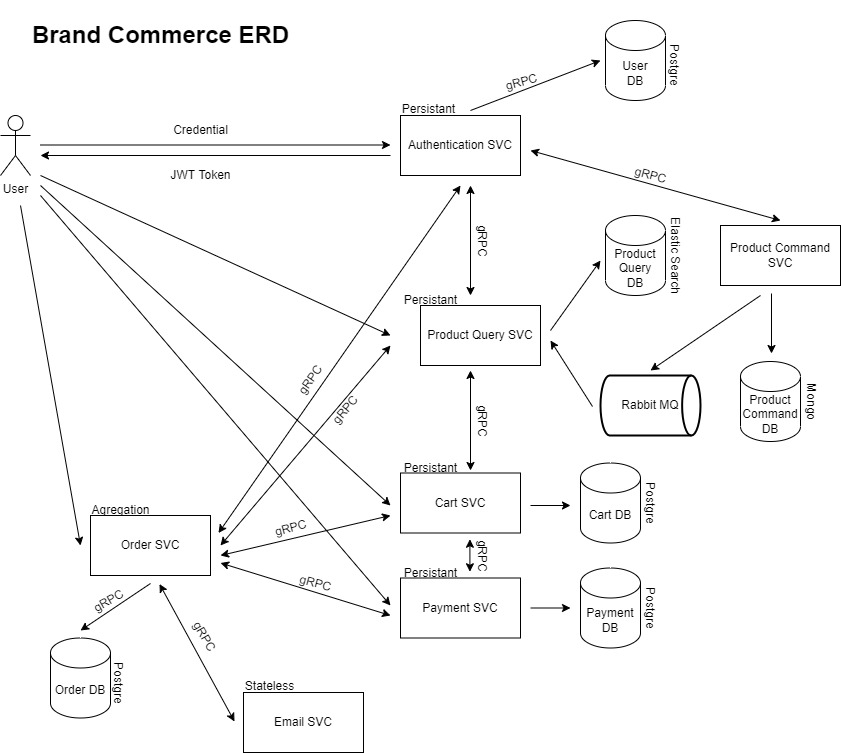 Brand Commerce ERD
User
DB
Postgre
gRPC
Persistant
Authentication SVC
Credential
JWT Token
User
gRPC
Product Command
SVC
gRPC
Product
Query
DB
Elastic Search
Persistant
Product Query SVC
Rabbit MQ
Product
Command
DB
Mongo
gRPC
gRPC
gRPC
Persistant
Cart SVC
Cart DB
Postgre
Agregation
Order SVC
gRPC
gRPC
gRPC
Persistant
Payment SVC
Payment
DB
Postgre
gRPC
gRPC
Order DB
Postgre
Stateless
Email SVC